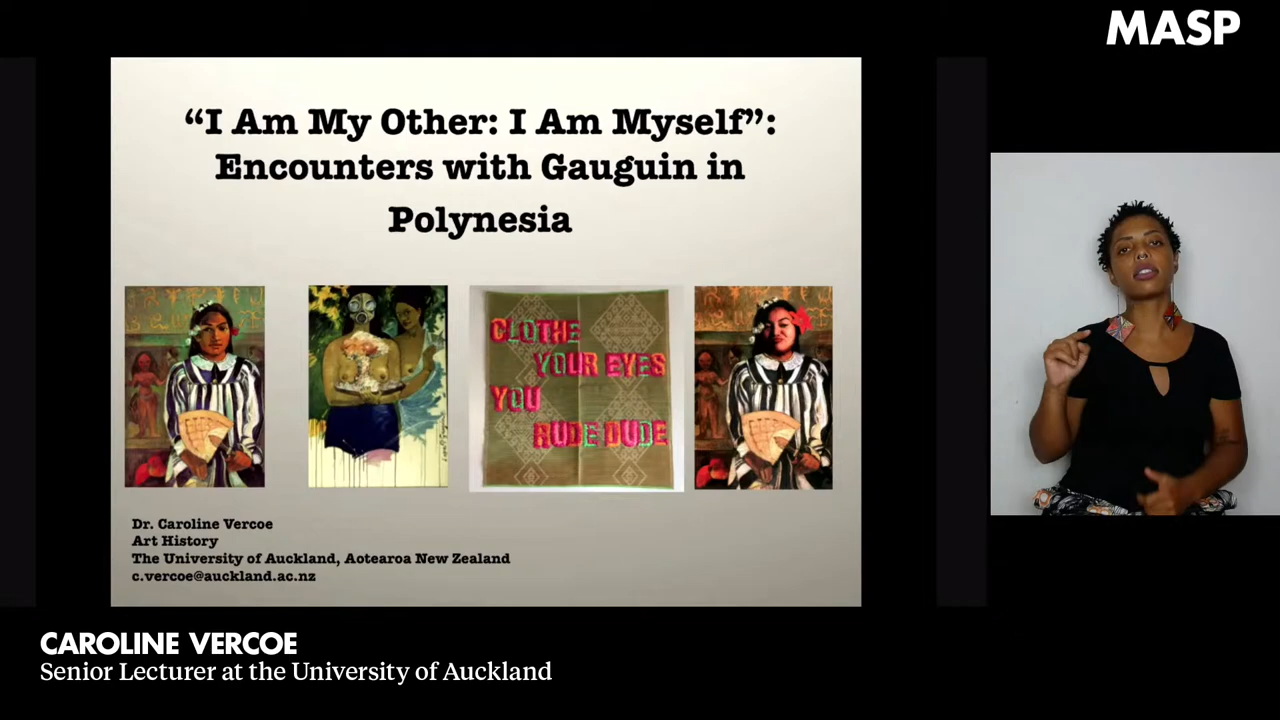 MASP
“I Am My Other: I Am Myself”:
Encounters with Gauguin in
Polynesia
CLOTHE
YOUR EYES
YOU
RUDE DUDE
Dr. Caroline Vercoe
Art History
The University of Auckland, Aotearoa New Zealand
c.vercoe@auckland.ac.nz
CAROLINE VERCOE
Senior Lecturer at the University of Auckland